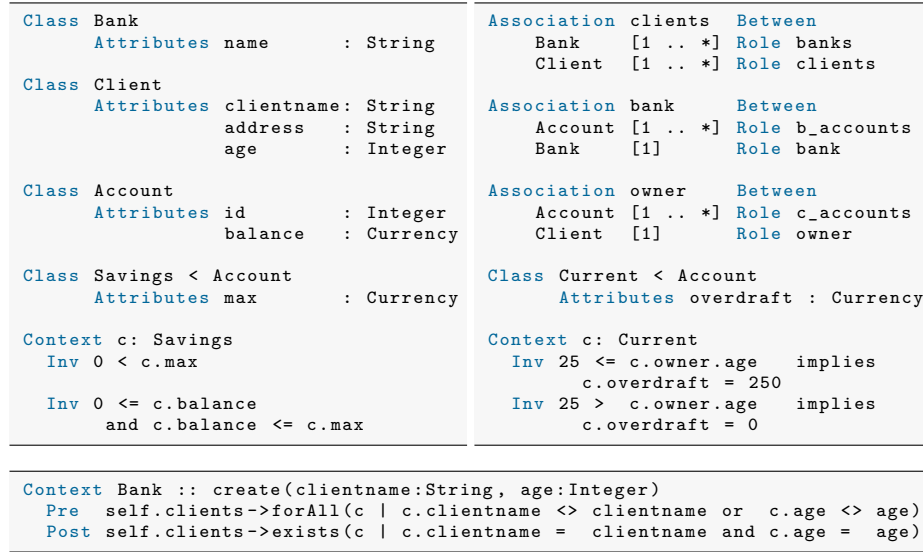 Class Bank
Attributes name : String
Class Client
Attributes clientname: String
address : String
age : Integer
Class Account
Attributes id : Integer
balance : Currency
Class Savings < Account
Attributes max : Currency
Context c: Savings
Inv 0 < c.max
Inv 0 <= c.balance
and c.balance <= c.max
Association clients Between
Bank [1 .. *] Role banks
Client [1 .. *] Role clients
Association bank Between
Account [1 .. *] Role b_accounts
Bank [1] Role bank
Association owner Between
Account [1 .. *] Role c_accounts
Client [1] Role owner
Class Current < Account
Attributes overdraft : Currency
Context c: Current
Inv 25 <= c.owner.age implies
c.overdraft = 250
Inv 25 > c.owner.age implies
c.overdraft = 0
Context Bank :: create(clientname:String, age:Integer)
Pre self.clients->forAll(c | c.clientname <> clientname or c.age <> age)
Post self.clients->exists(c | c.clientname = clientname and c.age = age)